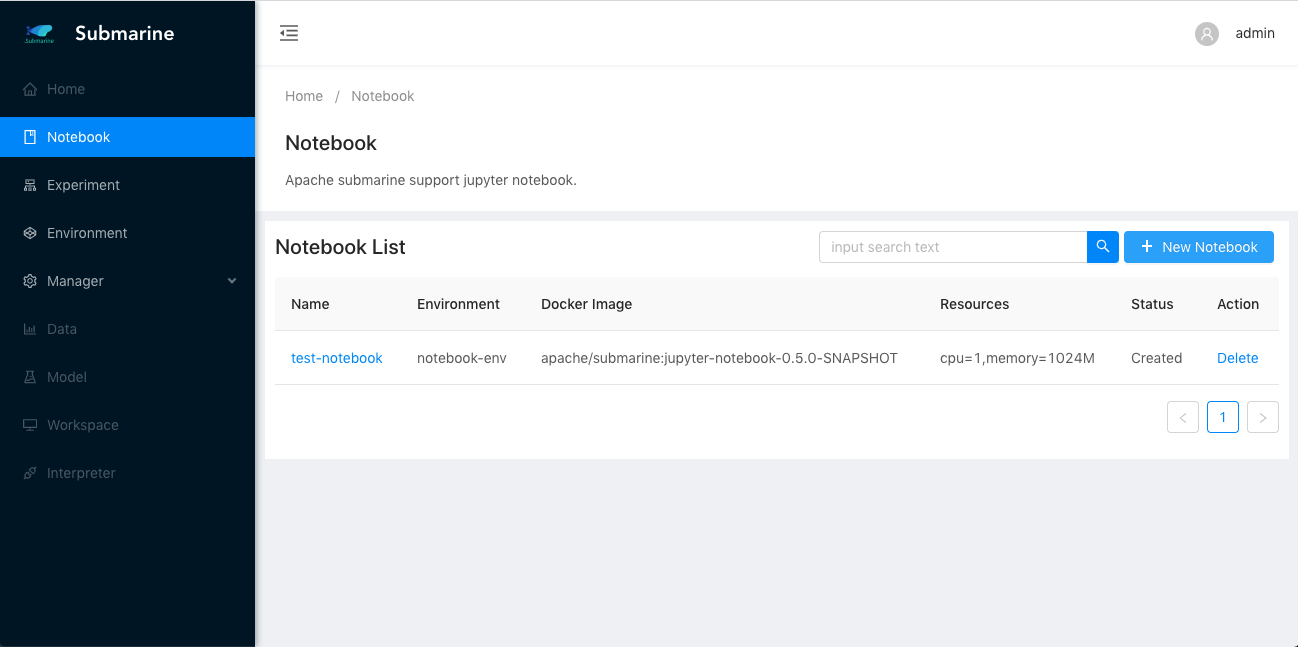 Submarine
Submarine
admin
Home
Notebook
Experiment
Environment
Manager
Data
Model
Workspace
Interpreter
Home / Notebook
Notebook
Apache submarine support jupyter notebook.
Notebook List
input search text
+ New Notebook
Name Environment Docker Image Resources Status Action
test-notebook notebook-env apache/submarine:jupyter-notebook-0.5.0-SNAPSHOT cpu=1,memory=1024M Created Delete
< 1 >